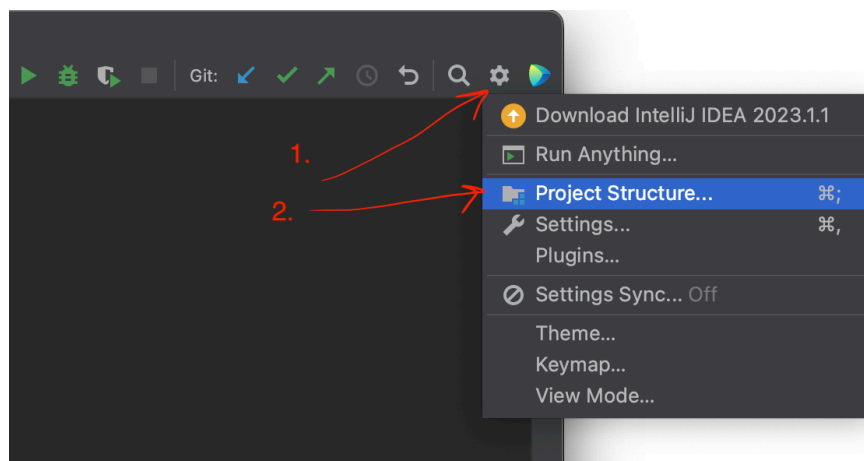 Git:
1.
2.
Download IntelliJ IDEA 2023.1.1
Run Anything...
Project Structure... ⌘;
Settings... ⌘,
Plugins...
Settings Sync... Off
Theme...
Keymap...
View Mode...